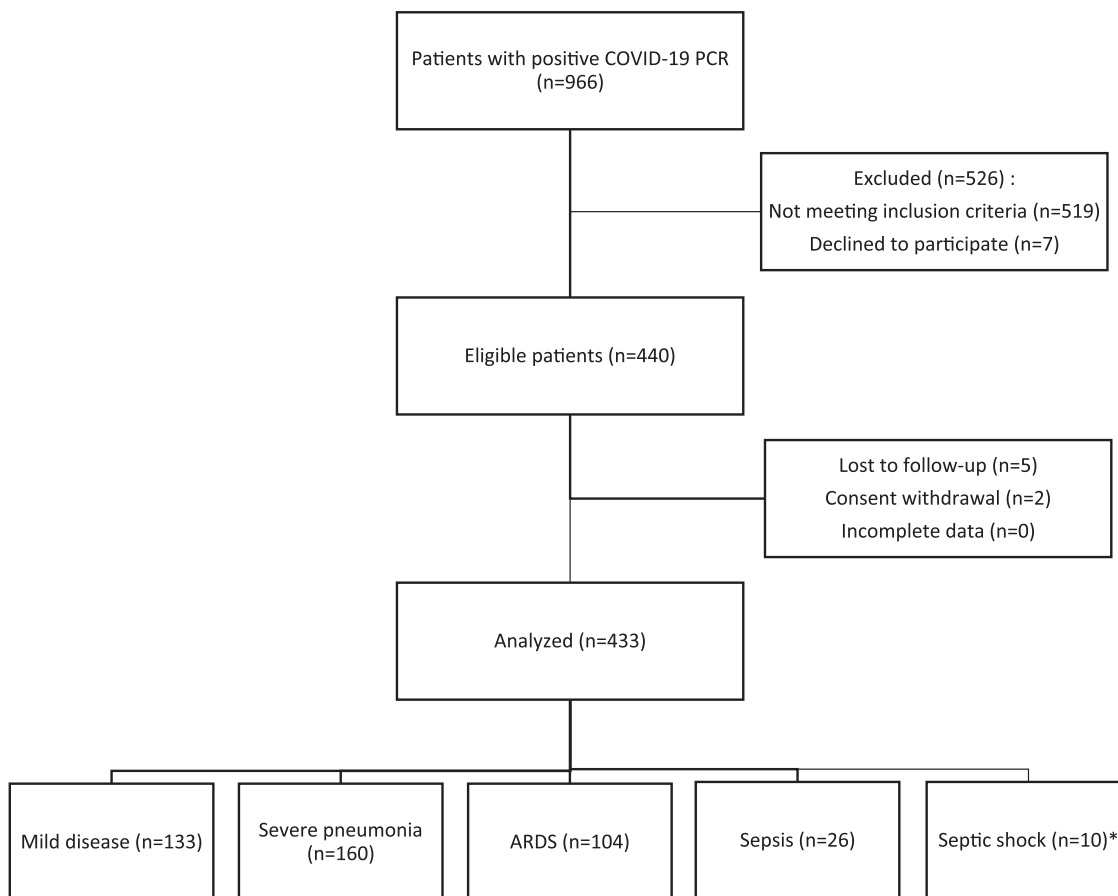 Patients with positive COVID-19 PCR
(n=966)
Excluded (n=526) :
Not meeting inclusion criteria (n=519)
Declined to participate (n=7)
Eligible patients (n=440)
Lost to follow-up (n=5)
Consent withdrawal (n=2)
Incomplete data (n=0)
Analyzed (n=433)
Mild disease (n=133)
Severe pneumonia
(n=160)
ARDS (n=104)
Sepsis (n=26)
Septic shock (n=10)*